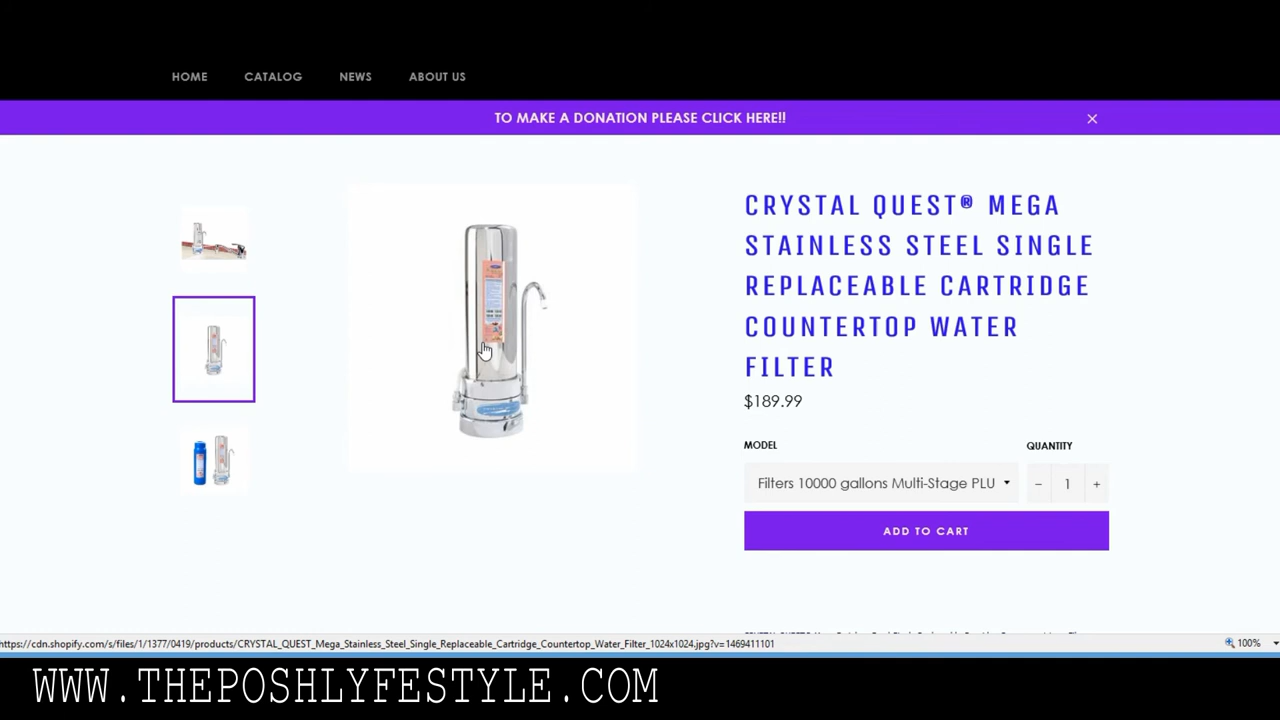 HOME CATALOG NEWS ABOUT US
TO MAKE A DONATION PLEASE CLICK HERE!!
CRYSTAL QUEST® MEGA
STAINLESS STEEL SINGLE
REPLACEABLE CARTRIDGE
COUNTERTOP WATER
FILTER
$189.99
MODEL QUANTITY
Filters 10000 gallons Multi-Stage PLU
− 1 +
ADD TO CART
https://cdn.shopify.com/s/files/1/1377/0419/products/CRYSTAL_QUEST_Mega_Stainless_Steel_Single_Replaceable_Cartridge_Countertop_Water_Filter_1024x1024.jpg?v=1469411101
100%
WWW.THEPOSHLYFESTYLE.COM